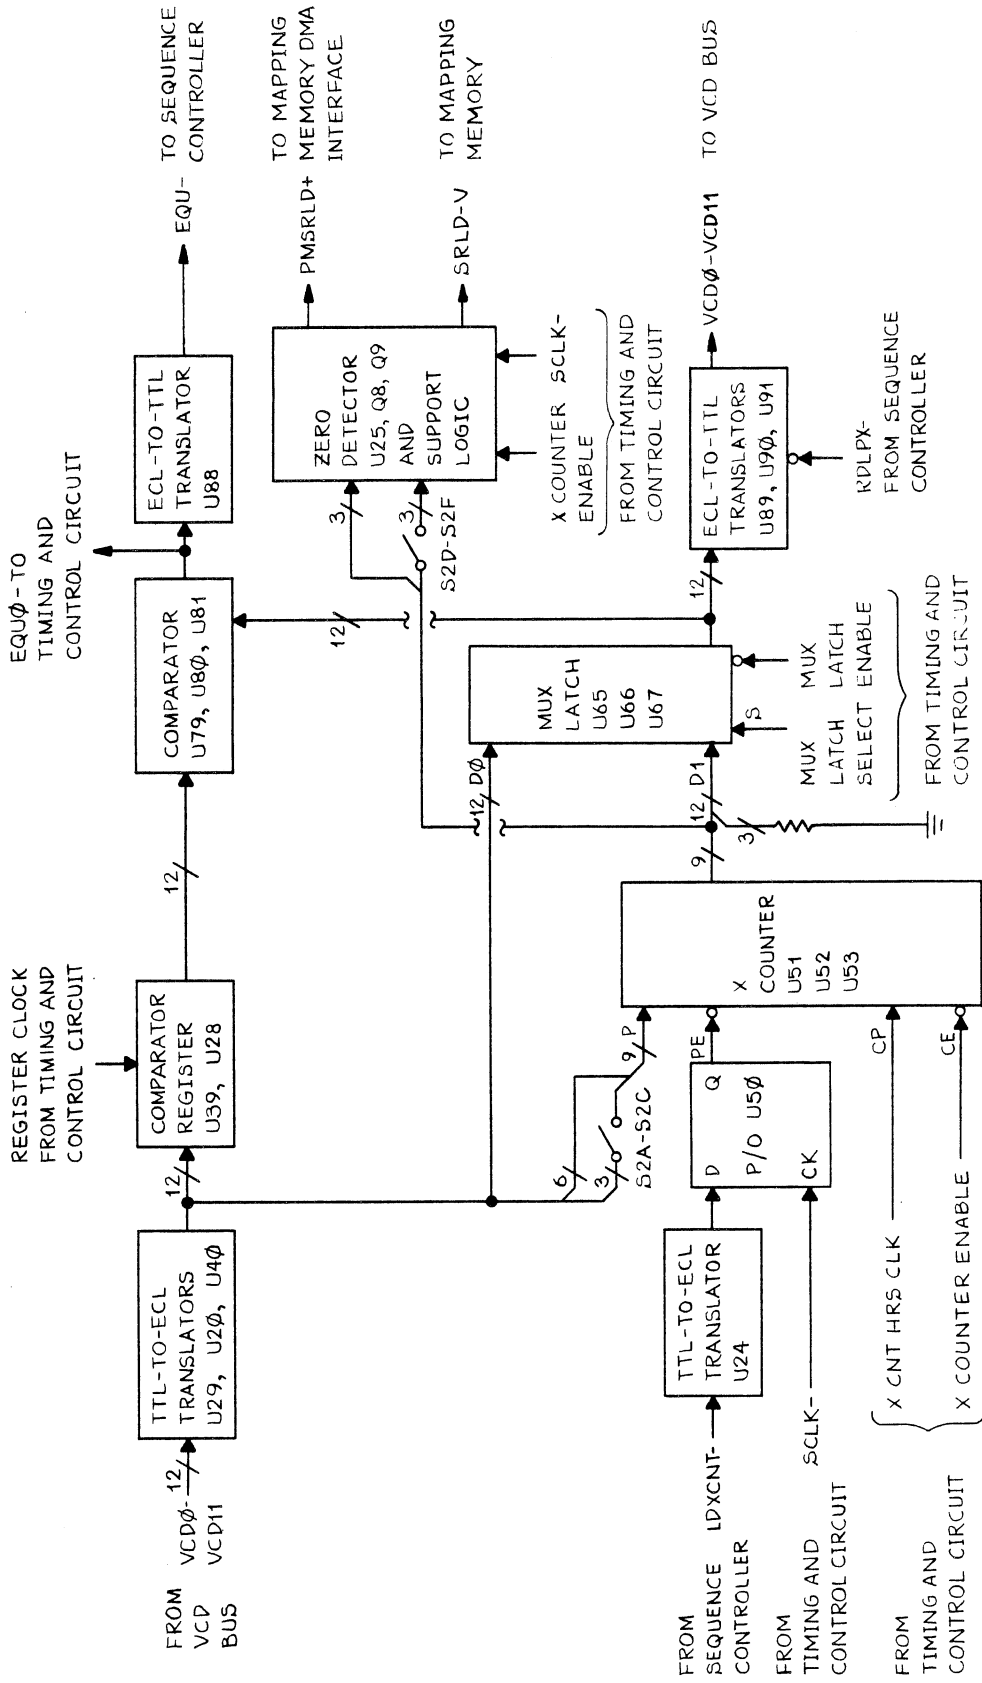 REGISTER CLOCK
FROM TIMING AND
CONTROL CIRCUIT
EQUØ-TO
TIMING AND
CONTROL CIRCUIT
FROM
VCD
BUS
VCDØ-
VCD11
12
TTL-TO-ECL
TRANSLATORS
U29, U2Ø, U4Ø
12
COMPARATOR
REGISTER
U39, U28
12
COMPARATOR
U79, U8Ø, U81
ECL-TO-TTL
TRANSLATOR
U88
EQU-
TO SEQUENCE
CONTROLLER
12
3
3
S2D-S2F
ZERO
DETECTOR
U25, Q8, Q9
AND
SUPPORT
LOGIC
PMSRLD+
TO MAPPING
MEMORY DMA
INTERFACE
SRLD-V
TO MAPPING
MEMORY
X COUNTER
ENABLE
SCLK-
FROM TIMING AND
CONTROL CIRCUIT
12 DØ
MUX
LATCH
U65
U66
U67
S
12 D1
9
3
MUX
LATCH
SELECT
MUX
LATCH
ENABLE
FROM TIMING AND
CONTROL CIRCUIT
12
ECL-TO-TTL
TRANSLATORS
U89, U9Ø, U91
VCDØ-VCD11
TO VCD BUS
RDLPX-
FROM SEQUENCE
CONTROLLER
6
3
S2A-S2C
9 P
PE
CP
CE
X
COUNTER
U51
U52
U53
FROM
SEQUENCE
CONTROLLER
LDXCNT-
TTL-TO-ECL
TRANSLATOR
U24
D Q
P/O U5Ø
CK
FROM
TIMING AND
CONTROL CIRCUIT
SCLK-
FROM
TIMING AND
CONTROL CIRCUIT
X CNT HRS CLK
X COUNTER ENABLE